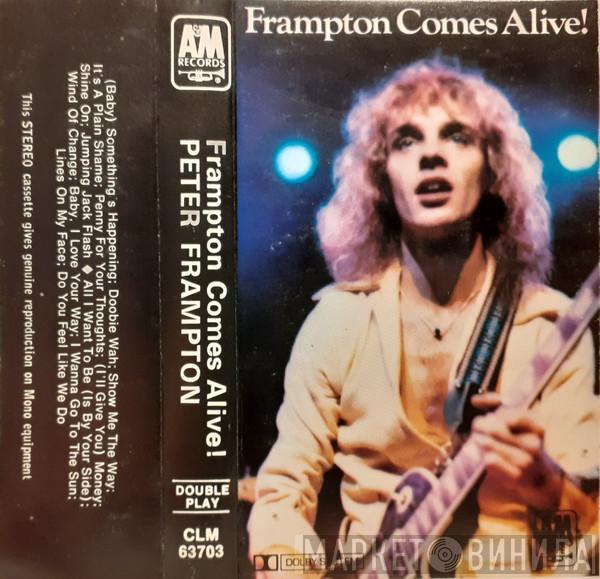 This STEREO cassette gives genuine reproduction on Mono equipment
(Baby) Something's Happening; Doobie Wah; Show Me The Way;
It's A Plain Shame; Penny For Your Thoughts; (I'll Give You) Money;
Shine On; Jumping Jack Flash ◆ All I Want To Be (Is By Your Side);
Wind Of Change; Baby, I Love Your Way; I Wanna Go To The Sun;
Lines On My Face; Do You Feel Like We Do
A&M
RECORDS
Frampton Comes Alive!
PETER FRAMPTON
DOUBLE
PLAY
CLM
63703
Frampton Comes Alive!
A&M
DOLBY
МАРКЕТ ВИНИЛА